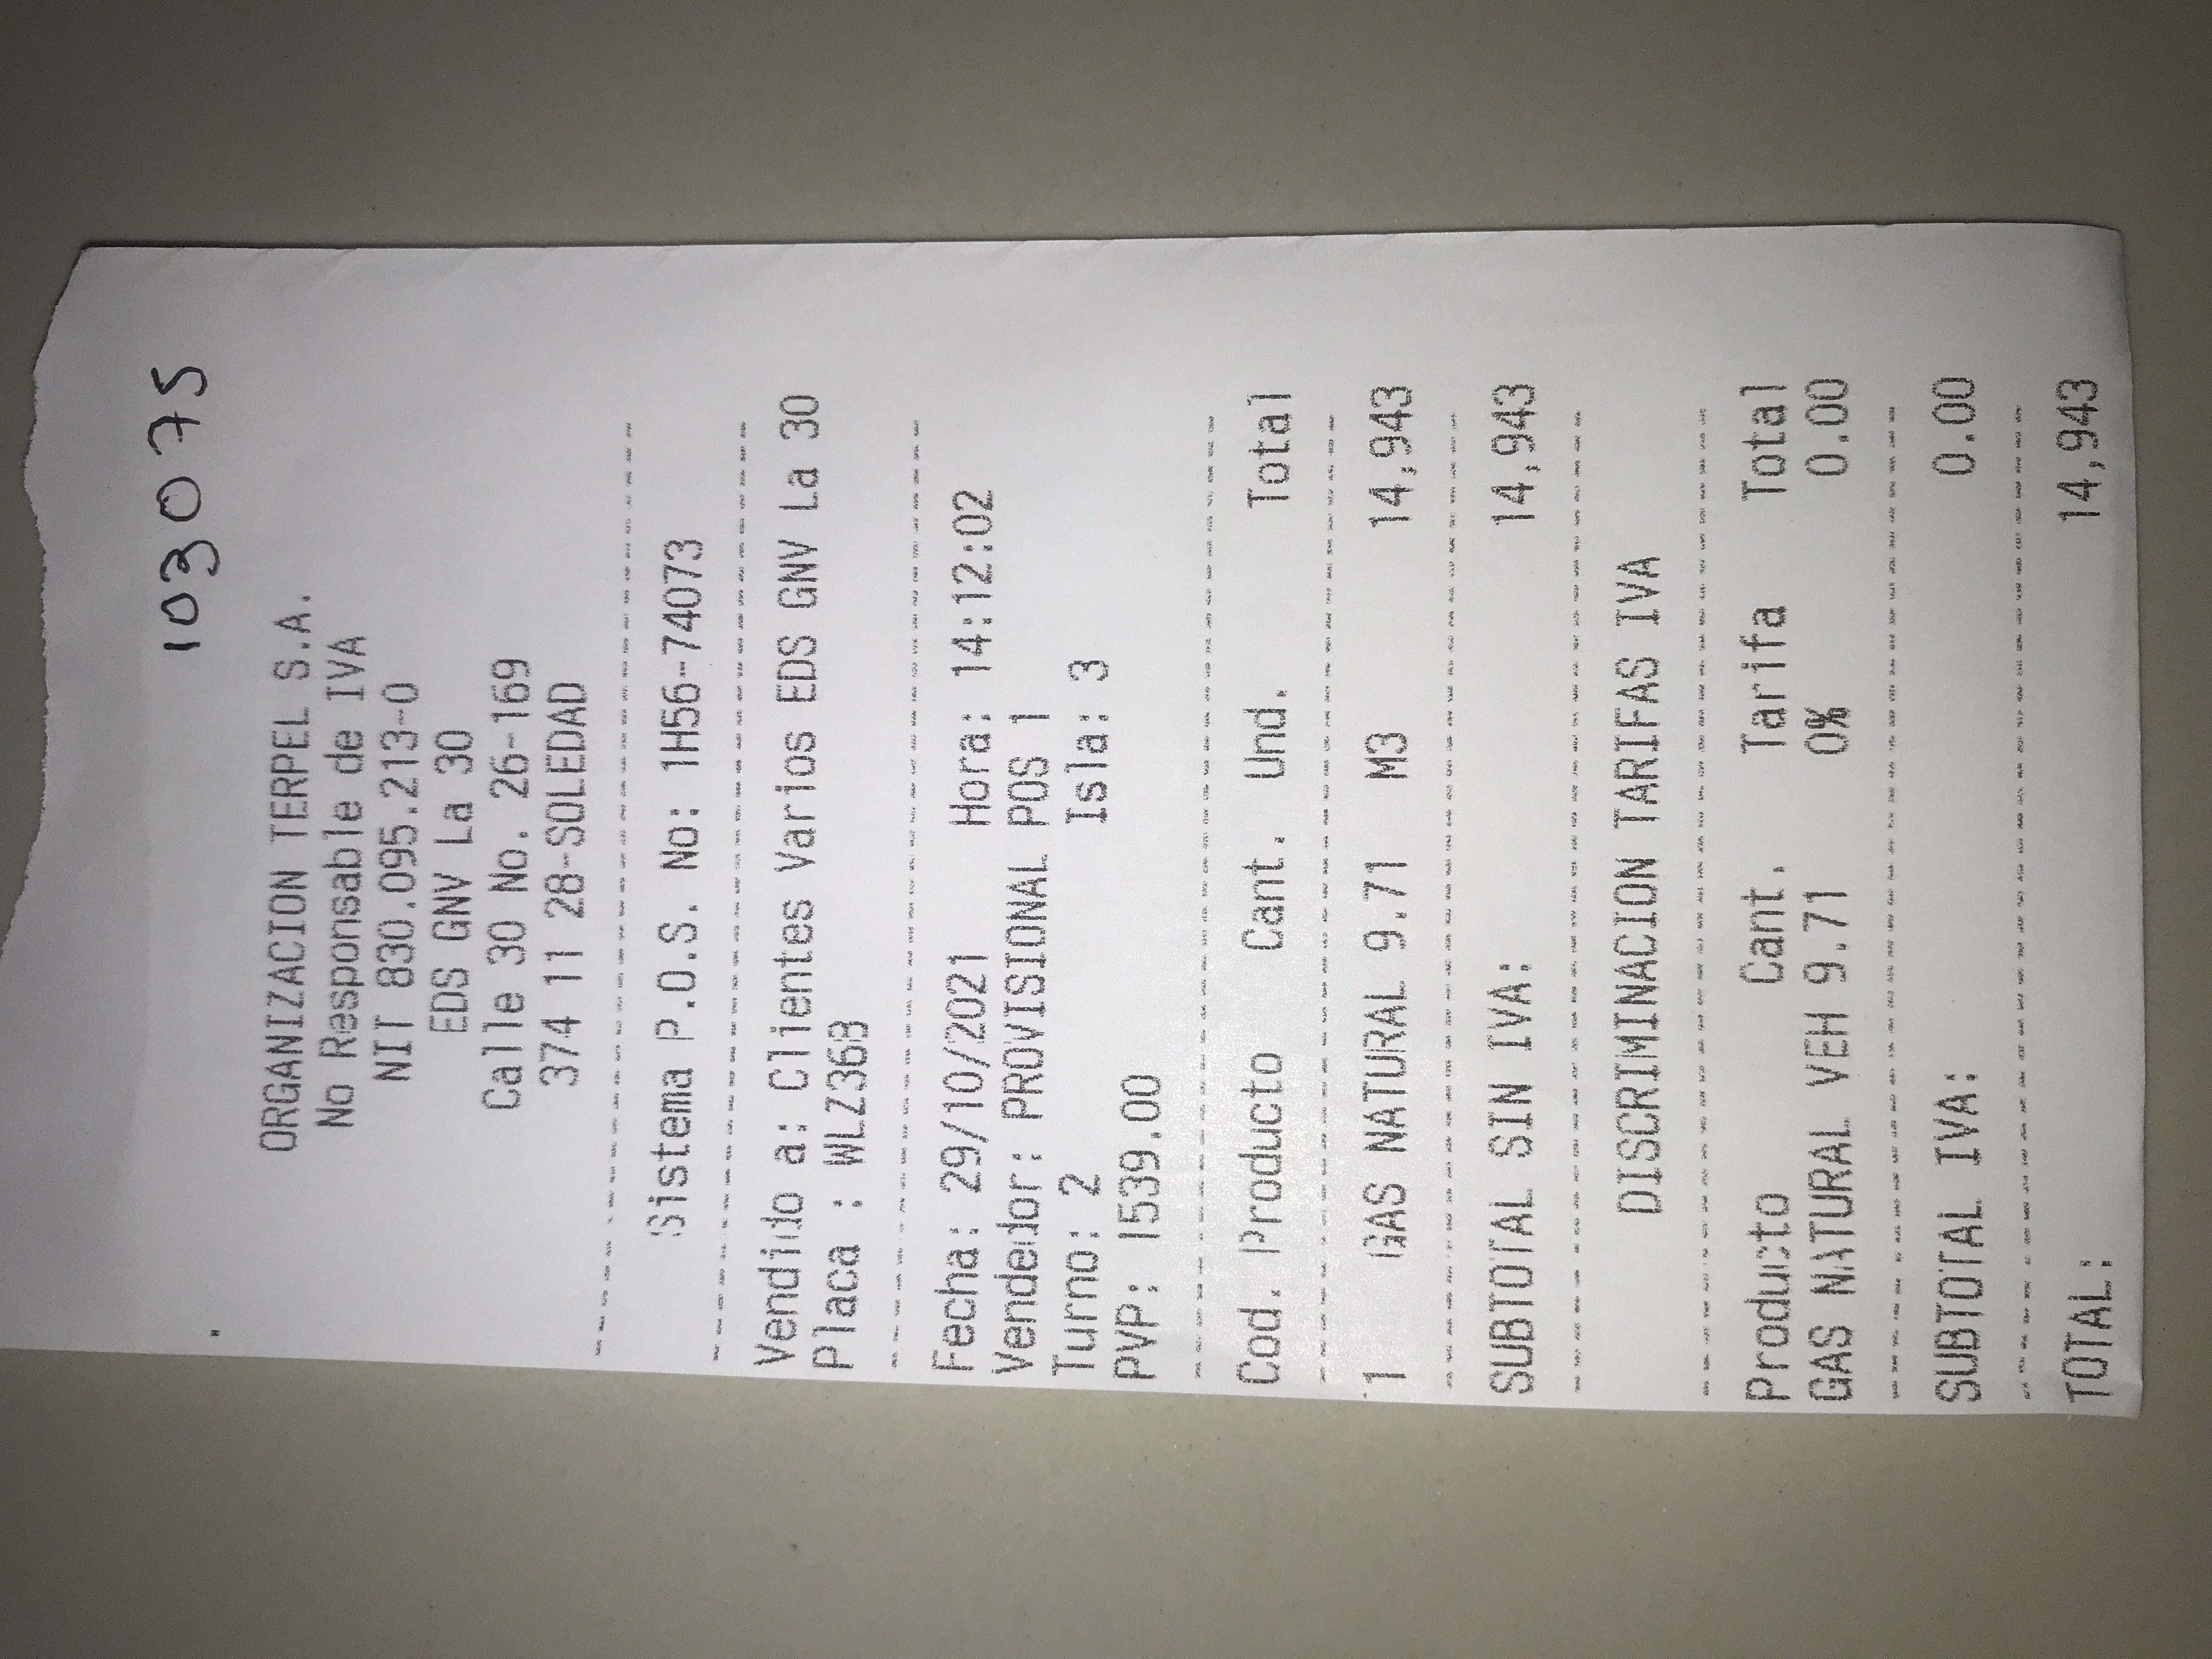 103075
ORGANIZACION TERPEL S.A.
No Responsable de IVA
NIT 830.095.213-0
EDS GNV La 30
Calle 30 No. 26-169
374 11 28-SOLEDAD
Sistema P.O.S. No: 1H56-74073
Vendido a: Clientes Varios EDS GNV La 30
Placa : WLZ368
Fecha: 29/10/2021 Hora: 14:12:02
Vendedor: PROVISIONAL POS 1
Turno: 2 Isla: 3
PVP: 1539.00
Cod. Producto Cant. Und. Total
1 GAS NATURAL 9.71 M3 14,943
SUBTOTAL SIN IVA: 14,943
DISCRIMINACION TARIFAS IVA
Producto Cant. Tarifa Total
GAS NATURAL VEH 9.71 0% 0.00
SUBTOTAL IVA: 0.00
TOTAL: 14,943